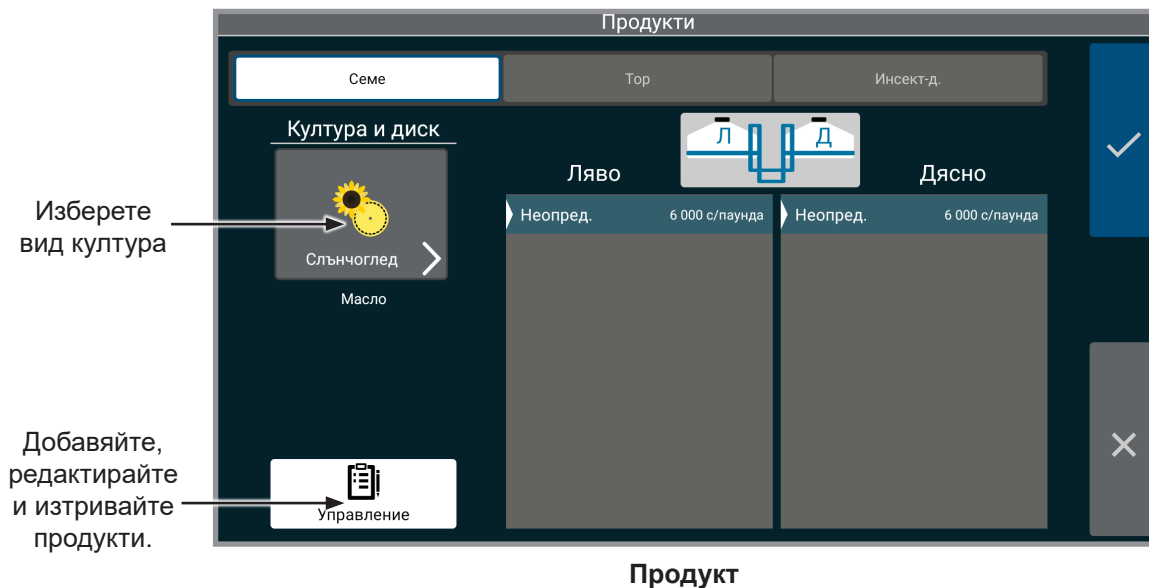 Продукти
Семе
Тор
Инсект-д.
Култура и диск
Л
Д
Ляво
Дясно
Изберете
вид култура
Неопред.
6 000 с/паунда
Неопред.
6 000 с/паунда
Слънчоглед
Масло
Добавяйте,
редактирайте
и изтривайте
продукти.
Управление
Продукт